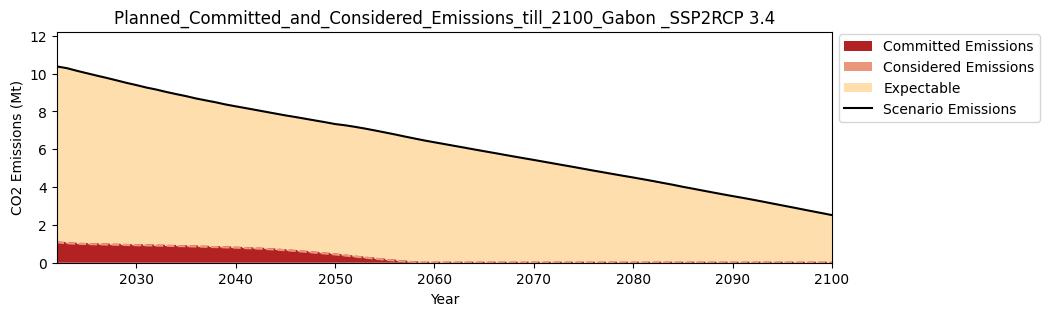 Planned_Committed_and_Considered_Emissions_till_2100_Gabon _SSP2RCP 3.4
12
10
8
6
4
2
0
CO2 Emissions (Mt)
2030 2040 2050 2060 2070 2080 2090 2100
Year
Committed Emissions
Considered Emissions
Expectable
Scenario Emissions